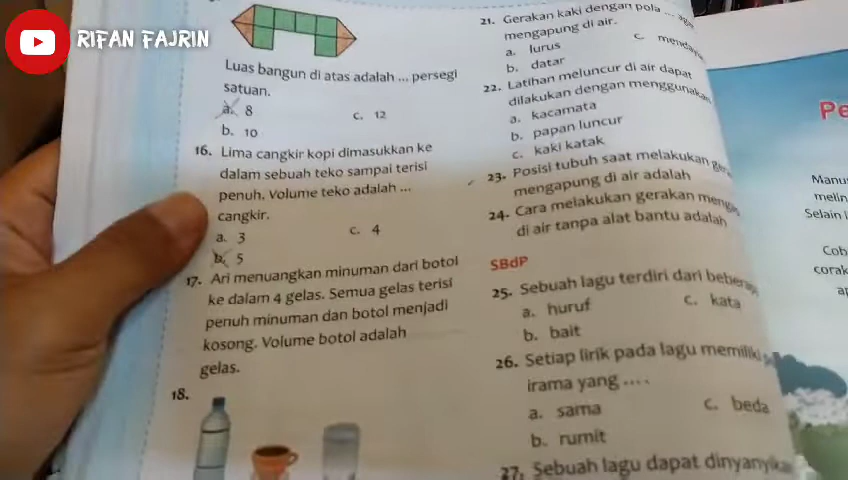 RIFAN FAJRIN
Luas bangun di atas adalah ... persegi
satuan.
a. 8
c. 12
b. 10
16. Lima cangkir kopi dimasukkan ke
dalam sebuah teko sampai terisi
penuh. Volume teko adalah ...
cangkir.
a. 3
c. 4
b. 5
17. Ari menuangkan minuman dari botol
ke dalam 4 gelas. Semua gelas terisi
penuh minuman dan botol menjadi
kosong. Volume botol adalah
gelas.
18.
21. Gerakan kaki dengan pola ...
mengapung di air.
a. lurus
c.
b. datar
22. Latihan meluncur di air dapat
dilakukan dengan menggunakan
a. kacamata
b. papan luncur
c. kaki katak
23. Posisi tubuh saat melakukan
mengapung di air adalah
24. Cara melakukan gerakan
di air tanpa alat bantu adalah
SBdP
25. Sebuah lagu terdiri dari
a. huruf
c. kata
b. bait
26. Setiap lirik pada lagu memiliki
irama yang ....
a. sama
c. beda
b. rumit
27. Sebuah lagu dapat
Pe
Selain